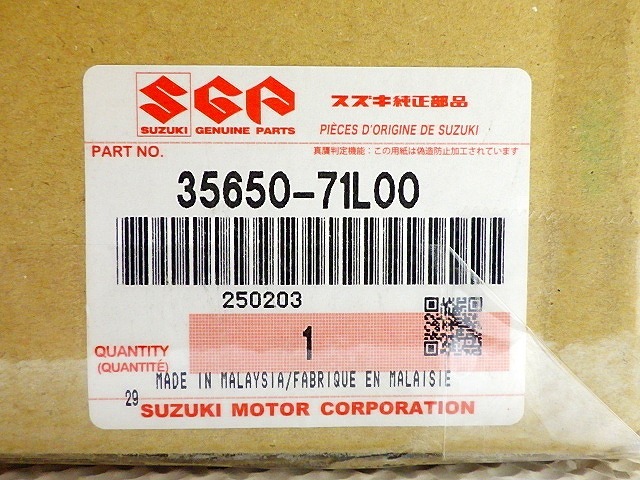 SGP スズキ純正部品
SUZUKI GENUINE PARTS PIÈCES D'ORIGINE DE SUZUKI
PART NO. 真贋判定機能：この用紙は偽造防止加工されています
35650-71L00
250203
1
QUANTITY
(QUANTITÉ)
MADE IN MALAYSIA/FABRIQUE EN MALAISIE
29 SUZUKI MOTOR CORPORATION